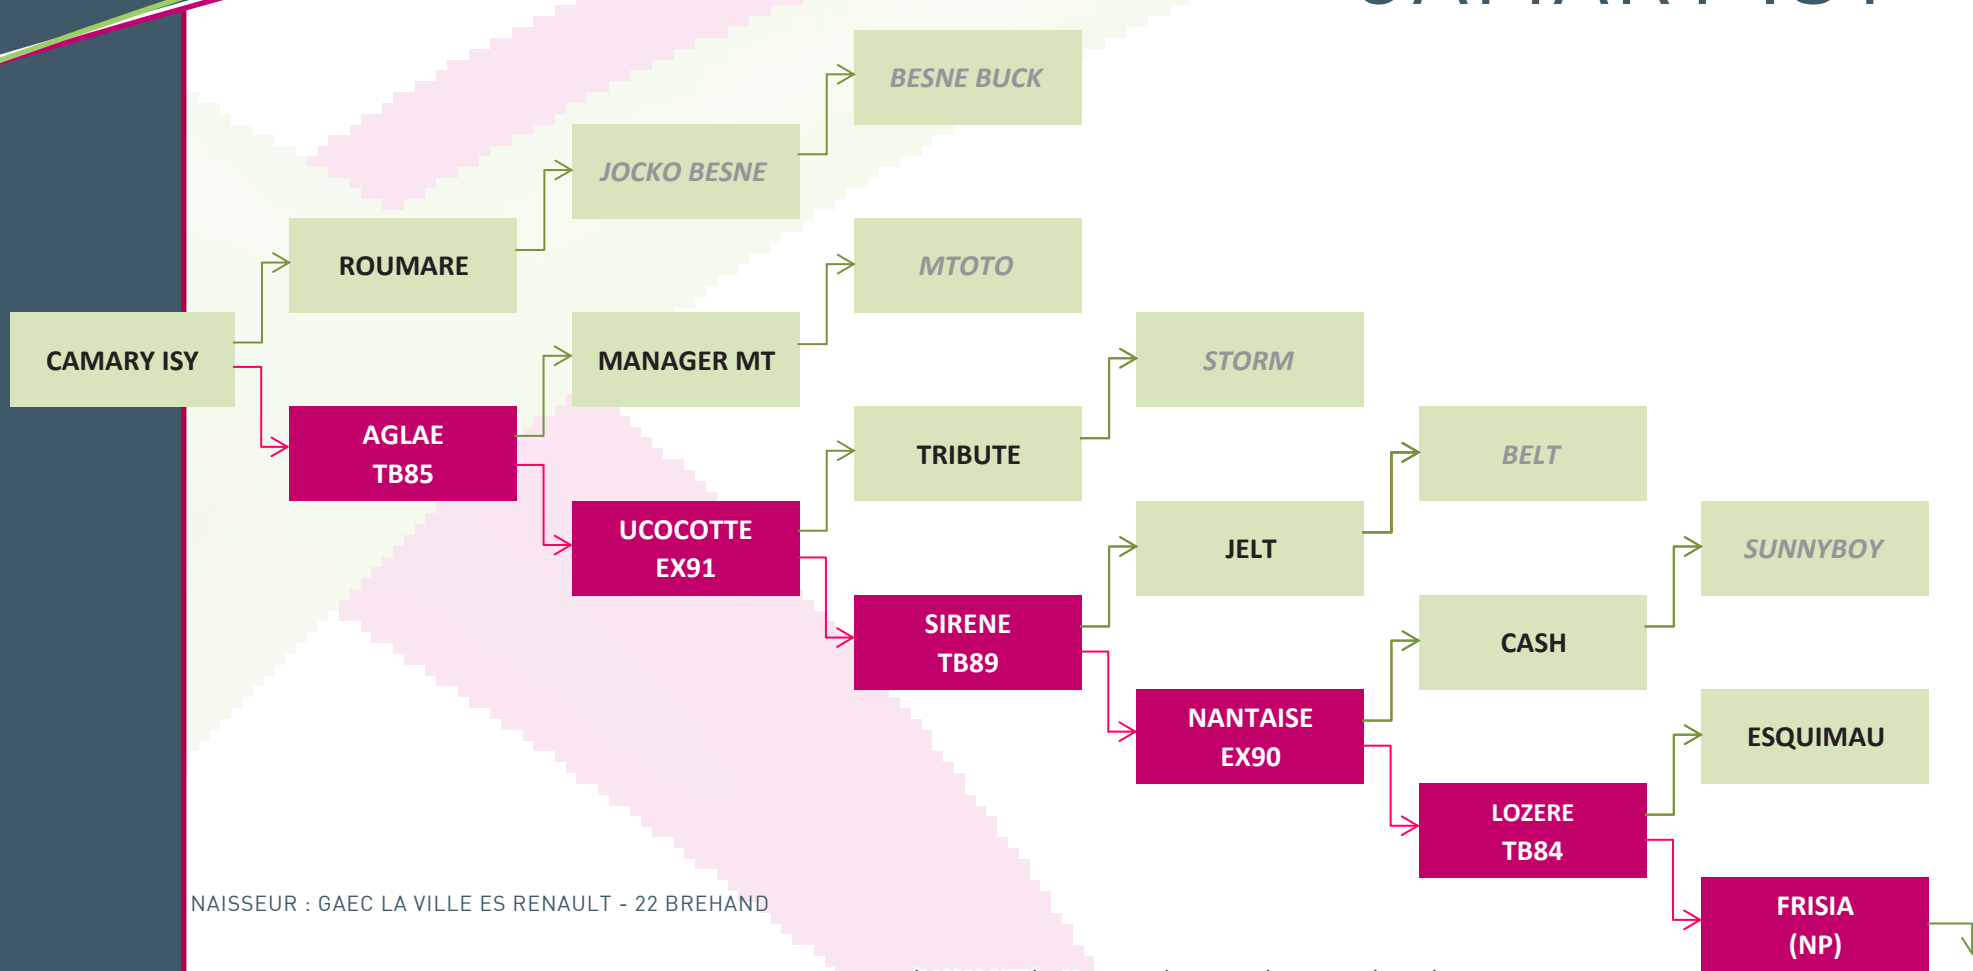 BESNE BUCK
JOCKO BESNE
ROUMARE
MTOTO
CAMARY ISY
MANAGER MT
STORM
AGLAE
TB85
TRIBUTE
BELT
UCOCOTTE
EX91
JELT
SUNNYBOY
SIRENE
TB89
CASH
NANTAISE
EX90
ESQUIMAU
LOZERE
TB84
NAISSEUR : GAEC LA VILLE ES RENAULT - 22 BREHAND
FRISIA
(NP)